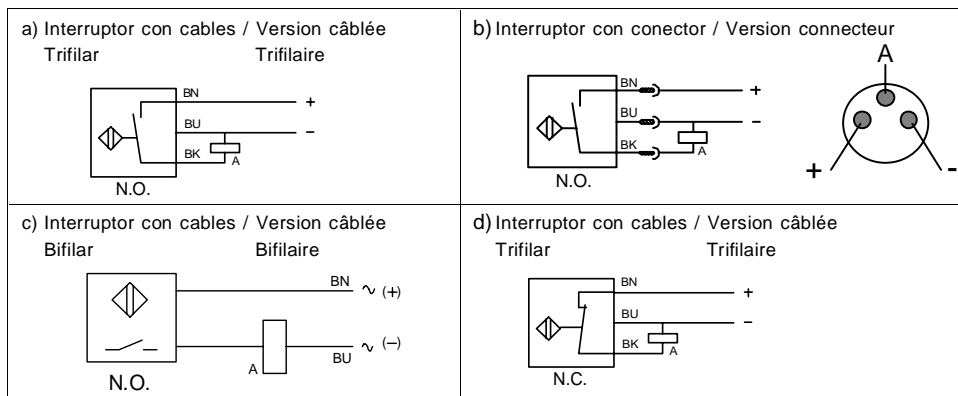 a) Interruptor con cables / Version câblée
Trifilar Trifilaire
BN
+
BU
−
BK
A
N.O.
b) Interruptor con conector / Version connecteur
A
BN
+
BU
−
BK
A
N.O.
+ -
c) Interruptor con cables / Version câblée
Bifilar Bifilaire
BN ∿ (+)
A BU ∿ (−)
N.O.
d) Interruptor con cables / Version câblée
Trifilar Trifilaire
BN
+
BU
−
BK
A
N.C.